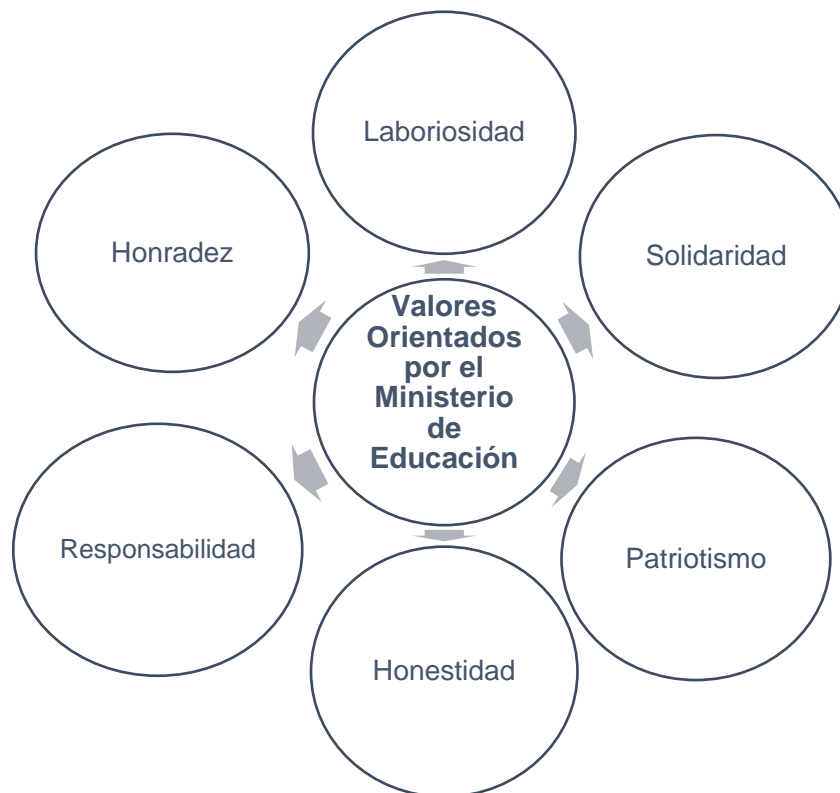 Laboriosidad
Honradez
Solidaridad
Valores
Orientados
por el
Ministerio
de
Educación
Responsabilidad
Patriotismo
Honestidad